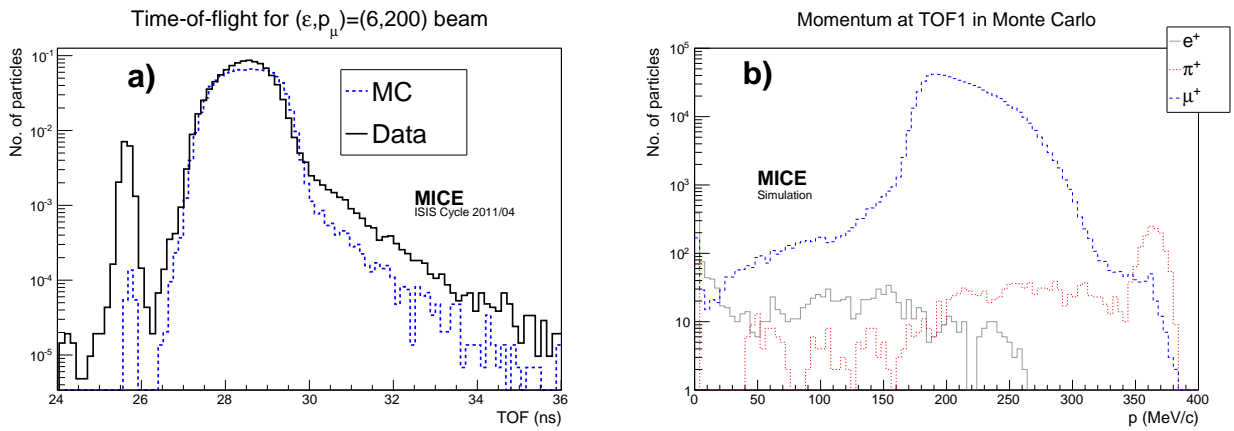 Time-of-flight for (ε,pμ)=(6,200) beam
No. of particles
10⁻¹
10⁻²
10⁻³
10⁻⁴
10⁻⁵
a)
MC
Data
MICE
ISIS Cycle 2011/04
24 26 28 30 32 34 36
TOF (ns)
Momentum at TOF1 in Monte Carlo
No. of particles
10⁵
10⁴
10³
10²
10
1
b)
e⁺
π⁺
μ⁺
MICE
Simulation
0 50 100 150 200 250 300 350 400
p (MeV/c)